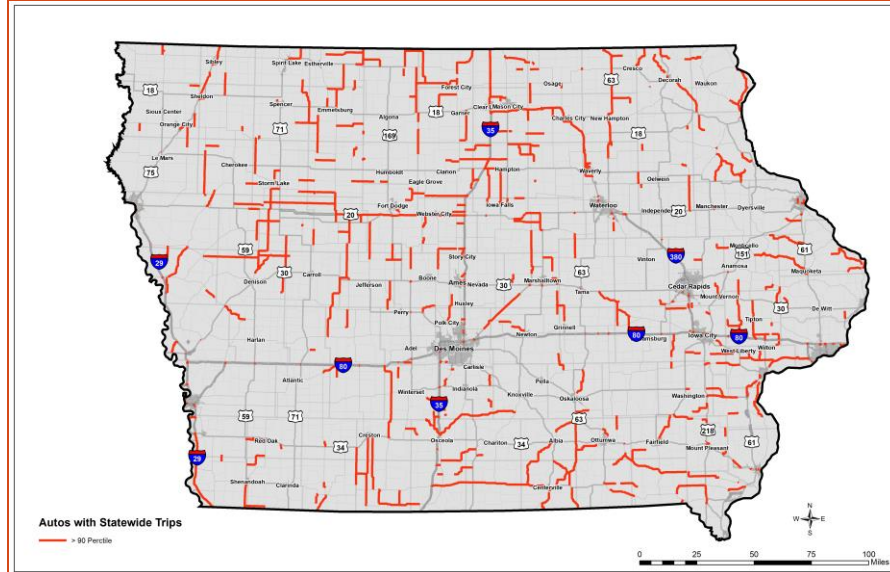 Sibley
Spirit Lake Estherville
Cresco
Decorah
18
63
Waukon
Sheldon
Forest City
Osage
Sioux Center
Spencer
Emmetsburg
Clear L Mason City
Orange City
Algona
18
Garner
Charles City New Hampton
71
169
35
18
Le Mars
75
Cherokee
Humboldt
Clarion
Hampton
Waverly
Oelwein
Storm Lake
Eagle Grove
Fort Dodge
Iowa Falls
Waterloo
Manchester
Dyersville
20
Webster City
Independen
20
59
Story City
63
Monticello
151
61
29
380
Anamosa
30
Carroll
Boone
Vinton
Maquoketa
Denison
Jefferson
Ame
Nevada
30
Marshalltown
Tama
Cedar Rapids
Huxley
Mount Vernon
30
Perry
Polk City
Tipton
De Witt
Harlan
Adel
Des Moines
Newton
Grinnell
80
iamsburg
Iowa City
80
Wilton
West Liberty
80
Carlisle
Atlantic
Winterset
Indianola
Pella
35
Knoxville
Oskaloosa
Washington
59
71
63
218
Red Oak
34
Creston
Osceola
Chariton
34
Albia
Ottumwa
Fairfield
61
Mount Pleasant
29
Shenandoah
Clarinda
Centerville
Autos with Statewide Trips
> 90 Perctile
N
W
E
S
0
25
50
75
100
Miles